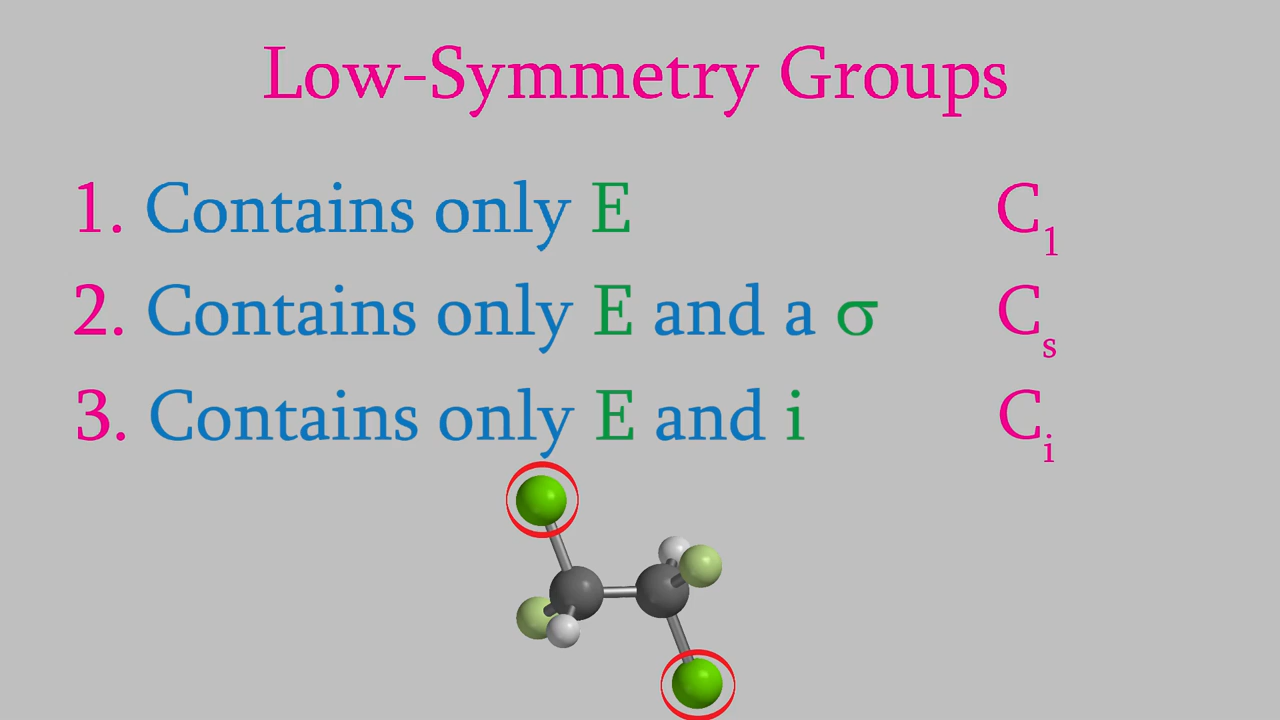 Low-Symmetry Groups
1. Contains only E C₁
2. Contains only E and a σ Cₛ
3. Contains only E and i Cᵢ